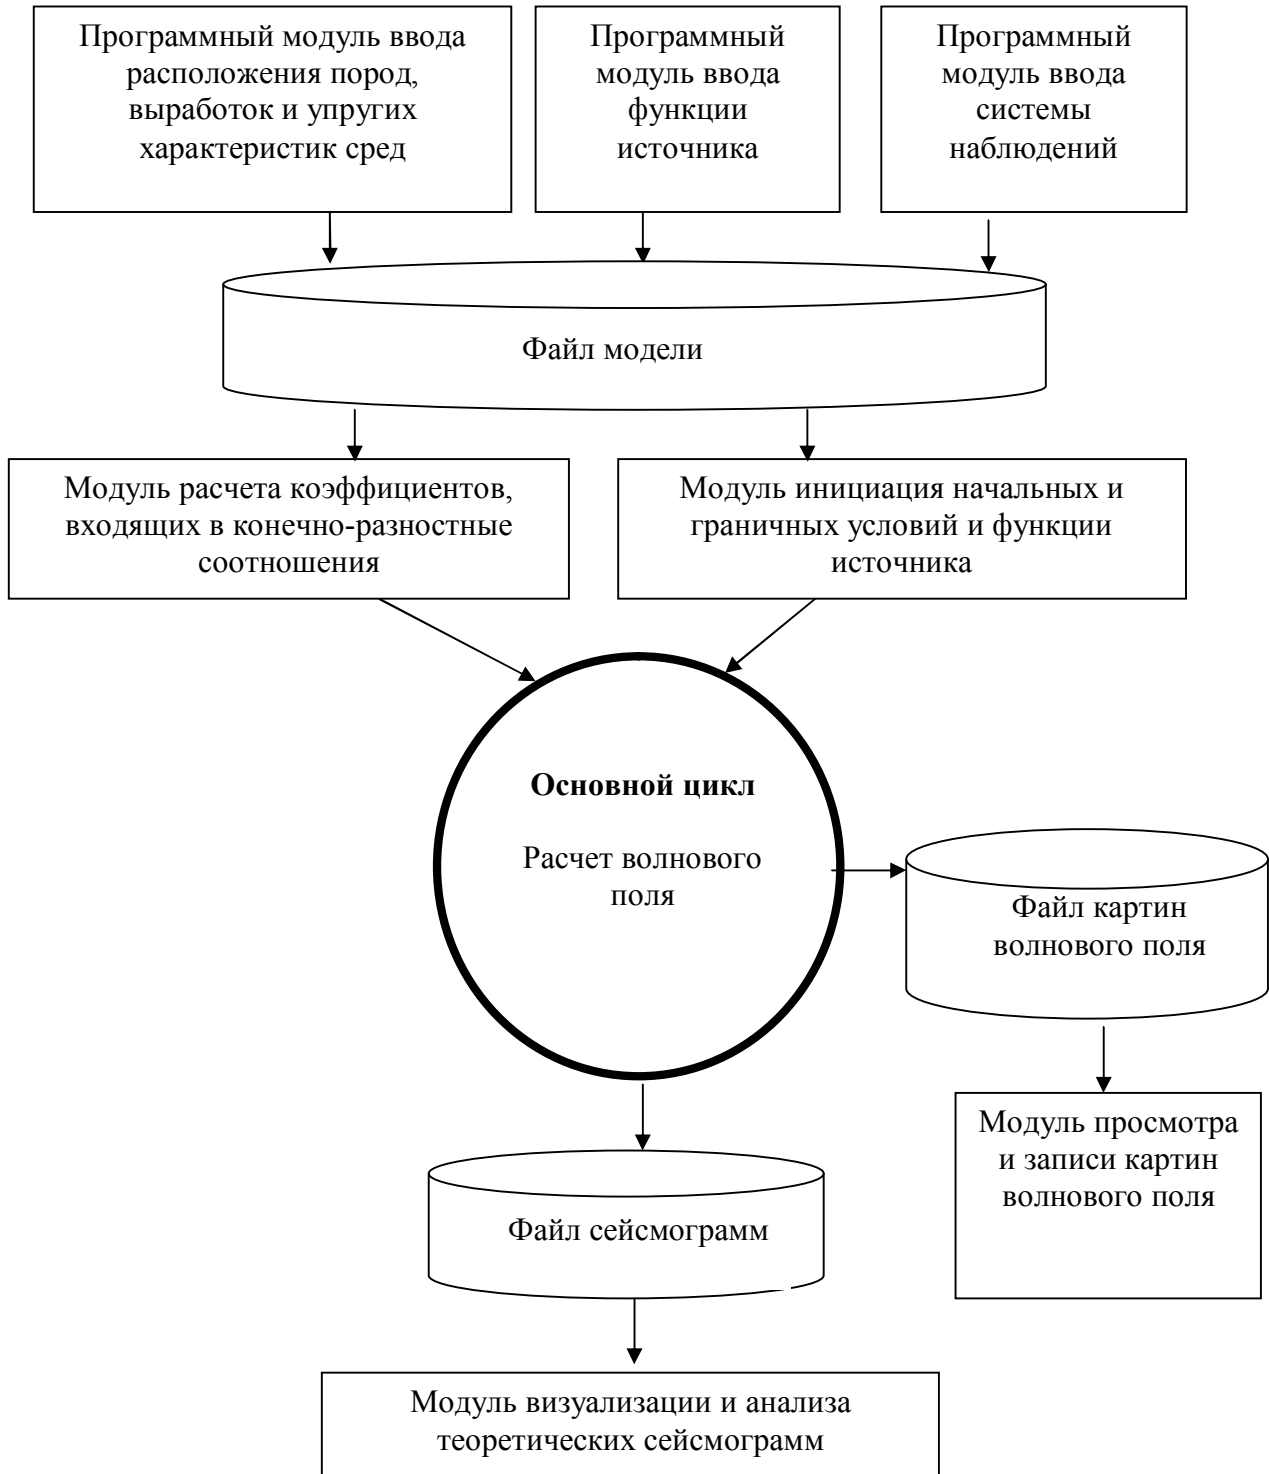 Программный модуль ввода
расположения пород,
выработок и упругих
характеристик сред
Программный
модуль ввода
функции
источника
Программный
модуль ввода
системы
наблюдений
Файл модели
Модуль расчета коэффициентов,
входящих в конечно-разностные
соотношения
Модуль инициация начальных и
граничных условий и функции
источника
Основной цикл
Расчет волнового
поля
Файл картин
волнового поля
Модуль просмотра
и записи картин
волнового поля
Файл сейсмограмм
Модуль визуализации и анализа
теоретических сейсмограмм